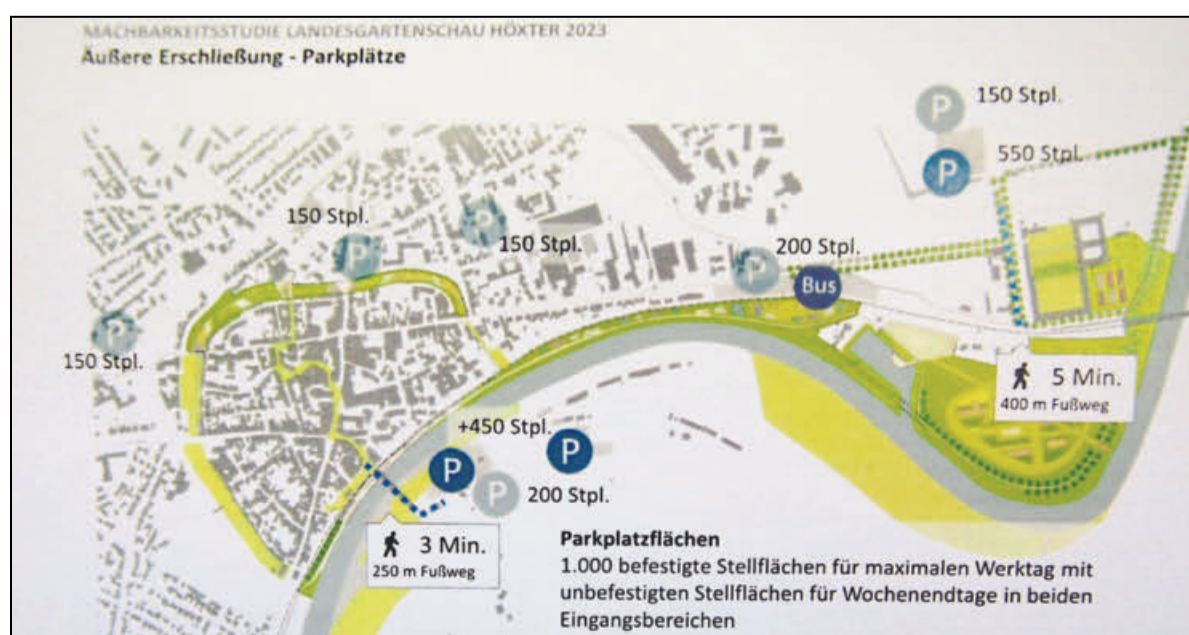 MACHBARKEITSSTUDIE LANDESGARTENSCHAU HÖXTER 2023
Äußere Erschließung - Parkplätze
P
150 Stpl.
P
550 Stpl.
150 Stpl.
P
P
150 Stpl.
P
200 Stpl.
Bus
P
150 Stpl.
5 Min.
400 m Fußweg
+450 Stpl.
P
P
P
200 Stpl.
3 Min.
250 m Fußweg
Parkplatzflächen
1.000 befestigte Stellflächen für maximalen Werktag mit
unbefestigten Stellflächen für Wochenendtage in beiden
Eingangsbereichen